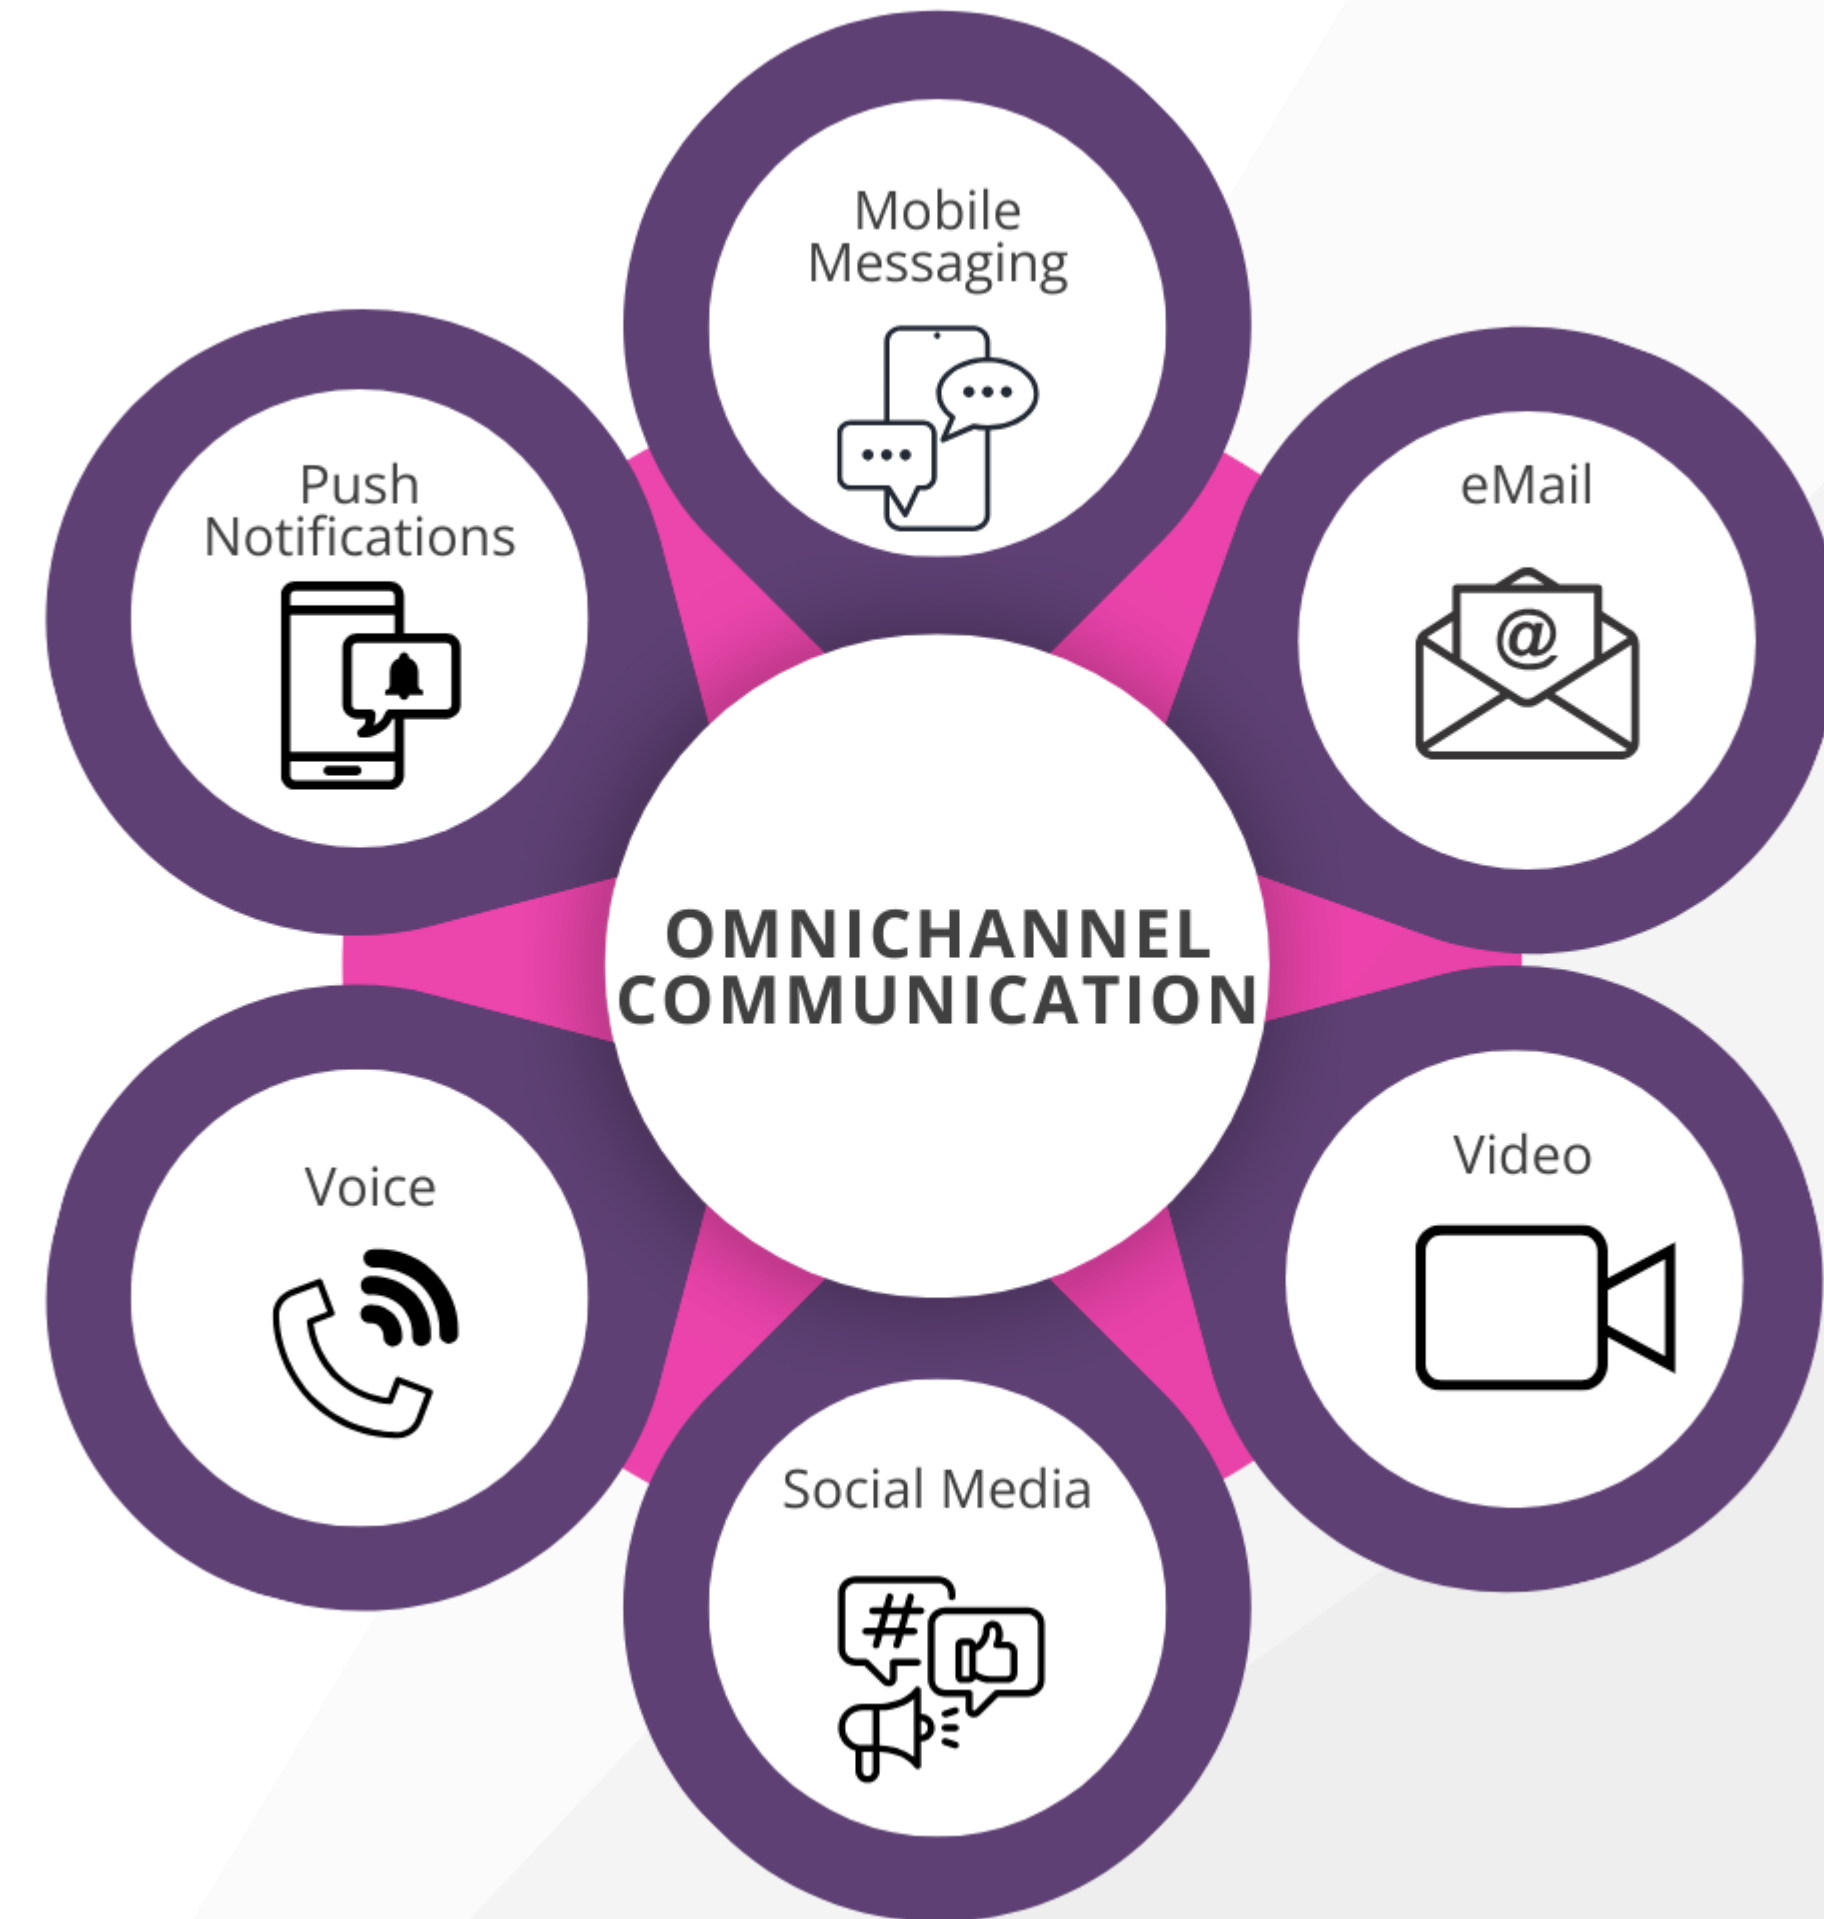 Mobile
Messaging
Push
Notifications
eMail
@
OMNICHANNEL
COMMUNICATION
Voice
Video
Social Media
#